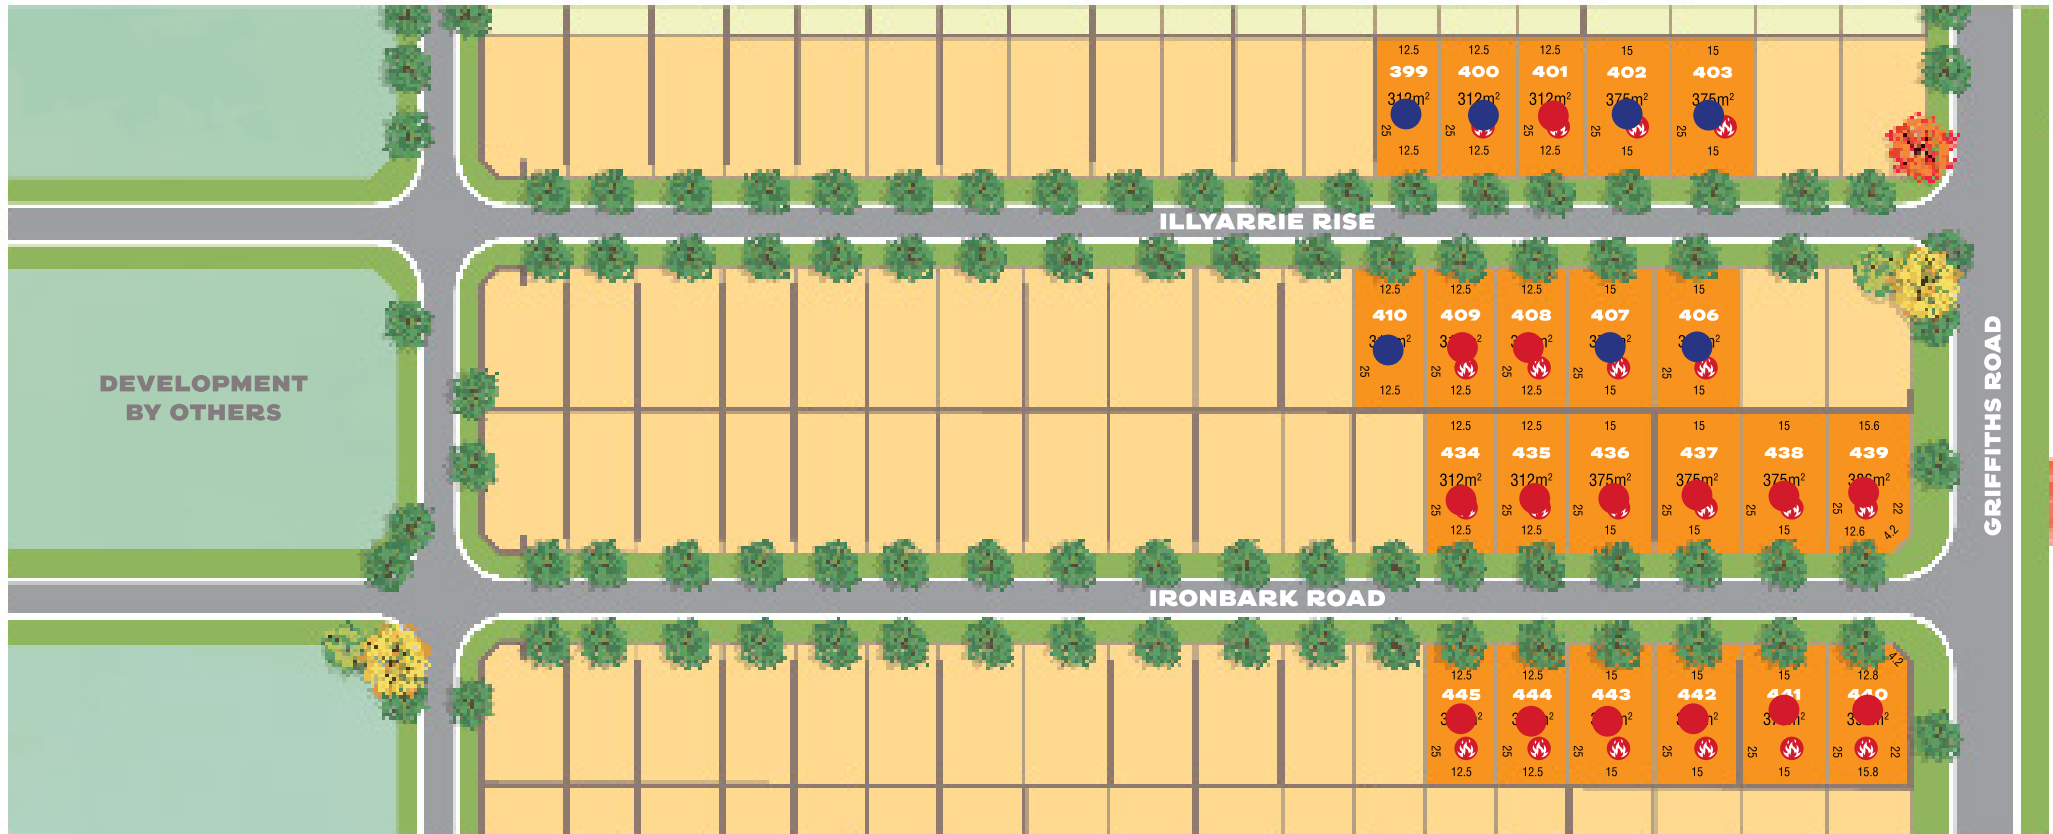 12.5 12.5 12.5 15 15
399 400 401 402 403
312m² 312m² 312m² 375m² 375m²
25 25 25 25 25
12.5 12.5 12.5 15 15
ILLYARRIE RISE
12.5 12.5 12.5 15 15
410 409 408 407 406
25 25 25 25 25
12.5 12.5 12.5 15 15
DEVELOPMENT
BY OTHERS
GRIFFITHS ROAD
12.5 12.5 15 15 15 15.6
434 435 436 437 438 439
312m² 312m² 375m² 375m² 375m²
25 25 25 25 25 25 22
12.5 12.5 15 15 15 12.6 4.2
IRONBARK ROAD
4.2
12.5 12.5 15 15 15 12.8
445 444 443 442 441 440
25 25 25 25 25 25 22
12.5 12.5 15 15 15 15.8